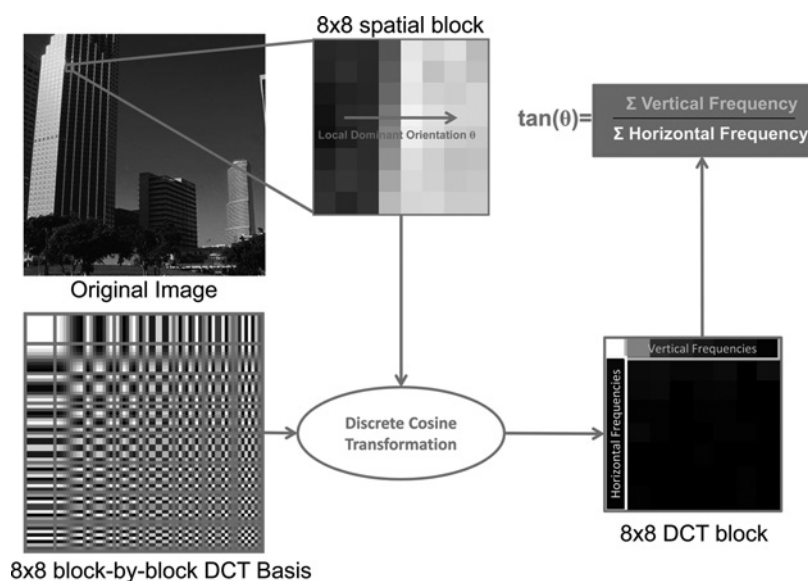 8x8 spatial block
Local Dominant Orientation θ
tan(θ)=
Σ Vertical Frequency
Σ Horizontal Frequency
Original Image
Discrete Cosine
Transformation
Vertical Frequencies
Horizontal Frequencies
8x8 DCT block
8x8 block-by-block DCT Basis